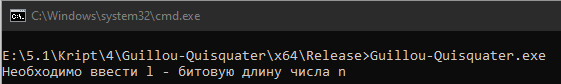 C:\Windows\system32\cmd.exe
E:\5.1\Kript\4\Guillou-Quisquater\x64\Release>Guillou-Quisquater.exe
Необходимо ввести l - битовую длину числа n